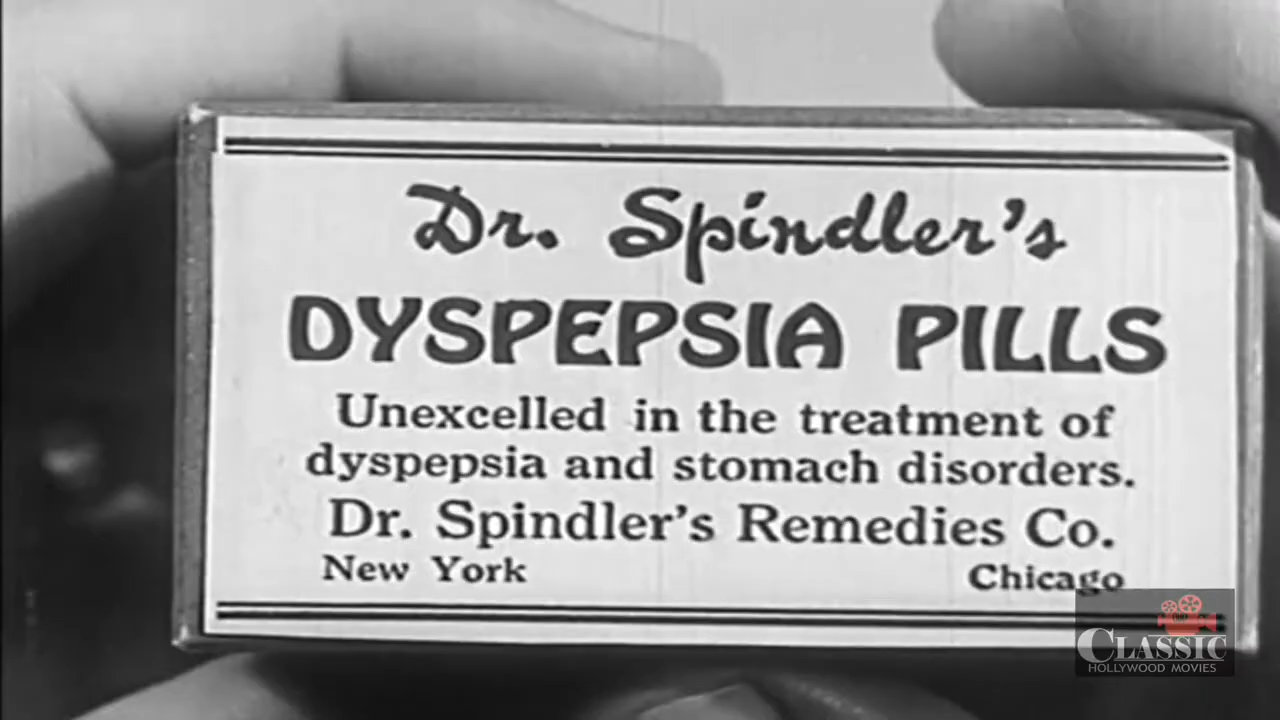 Dr. Spindler's
DYSPEPSIA PILLS
Unexcelled in the treatment of
dyspepsia and stomach disorders.
Dr. Spindler's Remedies Co.
New York Chicago
CLASSIC
HOLLYWOOD MOVIES